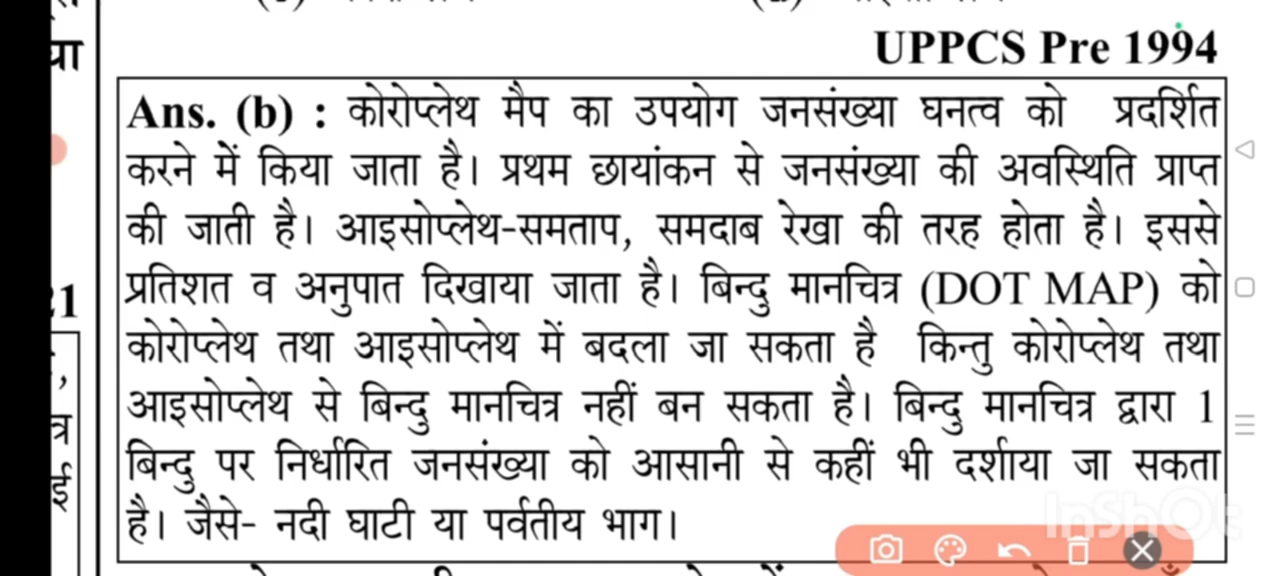 या
UPPCS Pre 1994
Ans. (b) : कोरोप्लेथ मैप का उपयोग जनसंख्या घनत्व को प्रदर्शित
करने में किया जाता है। प्रथम छायांकन से जनसंख्या की अवस्थिति प्राप्त
की जाती है। आइसोप्लेथ-समताप, समदाब रेखा की तरह होता है। इससे
प्रतिशत व अनुपात दिखाया जाता है। बिन्दु मानचित्र (DOT MAP) को
21
कोरोप्लेथ तथा आइसोप्लेथ में बदला जा सकता है किन्तु कोरोप्लेथ तथा
आइसोप्लेथ से बिन्दु मानचित्र नहीं बन सकता है। बिन्दु मानचित्र द्वारा 1
बिन्दु पर निर्धारित जनसंख्या को आसानी से कहीं भी दर्शाया जा सकता
है। जैसे- नदी घाटी या पर्वतीय भाग।
InShOt